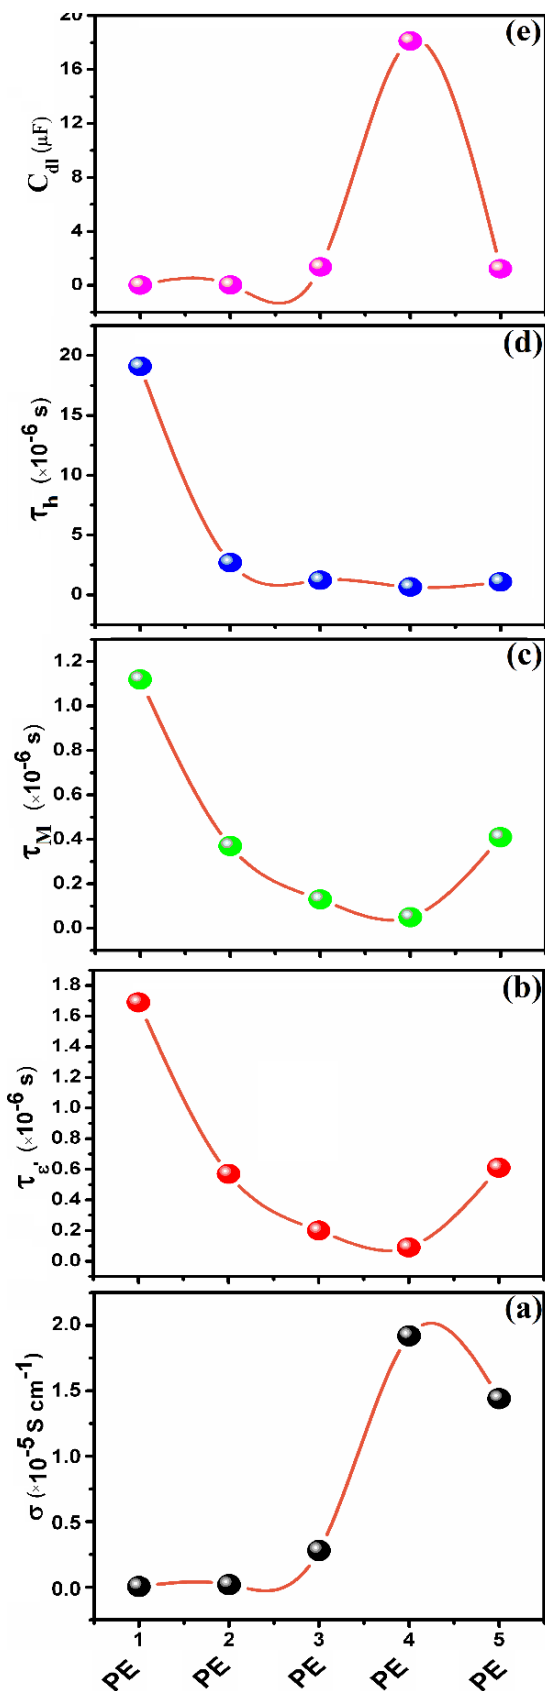 (e)
20
18
12
8
4
0
C_dl (μF)
(d)
20
15
10
5
0
τ_h (×10^-6 s)
(c)
1.2
1.0
0.8
0.6
0.4
0.2
0.0
τ_M (×10^-6 s)
(b)
1.8
1.6
1.4
1.2
1.0
0.8
0.6
0.4
0.2
0.0
τ_ε' (×10^-6 s)
(a)
2.0
1.5
1.0
0.5
0.0
σ (×10^-5 S cm^-1)
1 2 3 4 5
PE PE PE PE PE